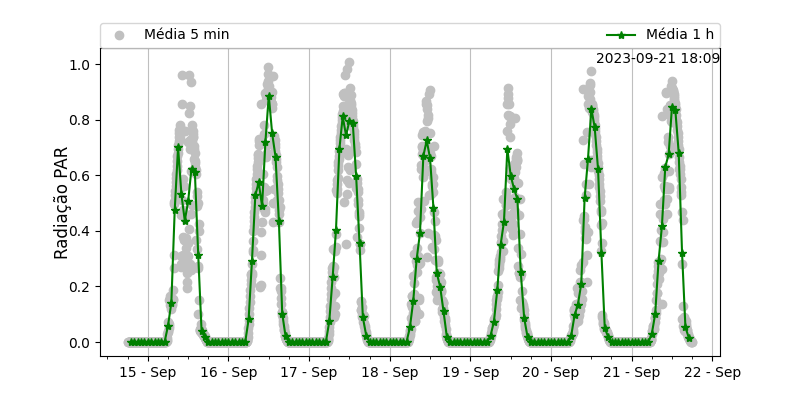 Média 5 min
Média 1 h
2023-09-21 18:09
Radiação PAR
1.0
0.8
0.6
0.4
0.2
0.0
15 - Sep
16 - Sep
17 - Sep
18 - Sep
19 - Sep
20 - Sep
21 - Sep
22 - Sep